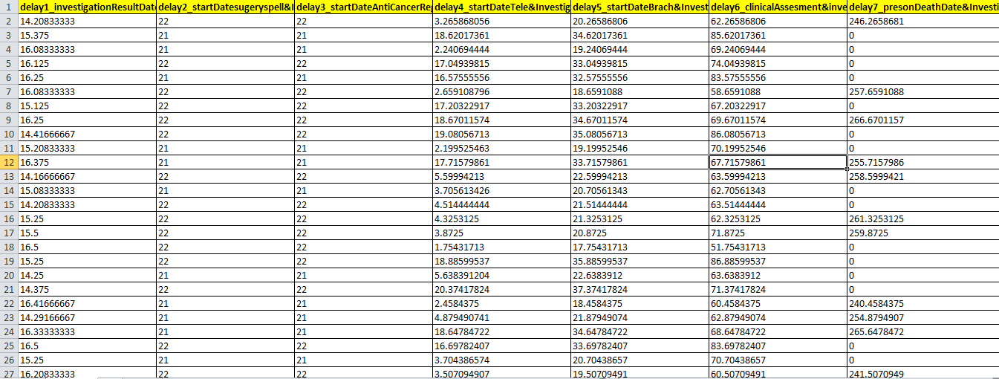 1 delay1_investigationResultDat delay2_startDatesugeryspell&I delay3_startDateAntiCancerRe delay4_startDateTele&Investig delay5_startDateBrach&Invest delay6_clinicalAssesment&inve delay7_presonDeathDate&Investi
2 14.20833333 22 22 3.265868056 20.26586806 62.26586806 246.2658681
3 15.375 21 21 18.62017361 34.62017361 85.62017361 0
4 16.08333333 21 21 2.240694444 19.24069444 69.24069444 0
5 16.125 22 22 17.04939815 33.04939815 74.04939815 0
6 16.25 21 21 16.57555556 32.57555556 83.57555556 0
7 16.08333333 22 22 2.659108796 18.6591088 58.6591088 257.6591088
8 15.125 22 22 17.20322917 33.20322917 67.20322917 0
9 16.25 22 22 18.67011574 34.67011574 69.67011574 266.6701157
10 14.41666667 22 22 19.08056713 35.08056713 86.08056713 0
11 15.20833333 21 21 2.199525463 19.19952546 70.19952546 0
12 16.375 21 21 17.71579861 33.71579861 67.71579861 255.7157986
13 14.16666667 22 22 5.59994213 22.59994213 63.59994213 258.5999421
14 15.08333333 21 21 3.705613426 20.70561343 62.70561343 0
15 14.20833333 22 22 4.514444444 21.51444444 63.51444444 0
16 15.25 22 22 4.3253125 21.3253125 62.3253125 261.3253125
17 15.5 22 22 3.8725 20.8725 71.8725 259.8725
18 16.5 22 22 1.75431713 17.75431713 51.75431713 0
19 15.25 22 22 18.88599537 35.88599537 86.88599537 0
20 14.25 21 21 5.638391204 22.6383912 63.6383912 0
21 14.375 22 22 20.37417824 37.37417824 71.37417824 0
22 16.41666667 21 21 2.4584375 18.4584375 60.4584375 240.4584375
23 14.29166667 21 21 4.879490741 21.87949074 62.87949074 254.8794907
24 16.33333333 21 21 18.64784722 34.64784722 68.64784722 265.6478472
25 16.5 22 22 16.69782407 33.69782407 83.69782407 0
26 15.25 21 21 3.704386574 20.70438657 70.70438657 0
27 16.20833333 22 22 3.507094907 19.50709491 60.50709491 241.5070949